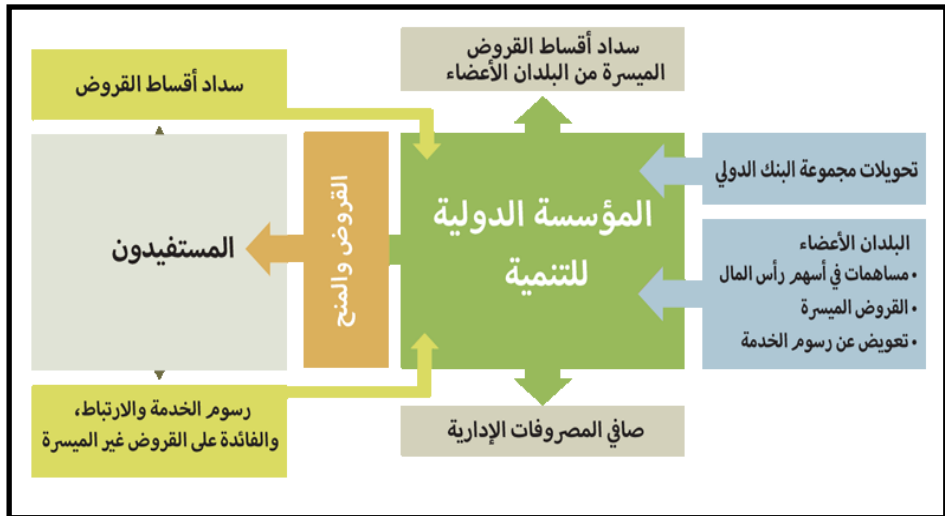 سداد أقساط القروض
الميسرة من البلدان الأعضاء
سداد أقساط القروض
تحويلات مجموعة البنك الدولي
المؤسسة الدولية
للتنمية
القروض والمنح
المستفيدون
البلدان الأعضاء
• مساهمات في أسهم رأس المال
• القروض الميسرة
• تعويض عن رسوم الخدمة
صافي المصروفات الإدارية
رسوم الخدمة والارتباط،
والفائدة على القروض غير الميسرة